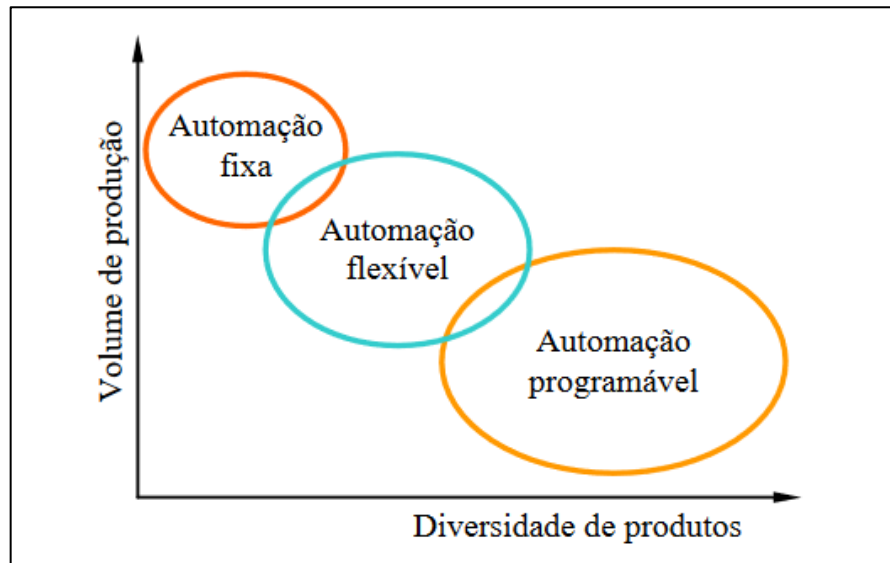 Volume de produção
Automação
fixa
Automação
flexível
Automação
programável
Diversidade de produtos